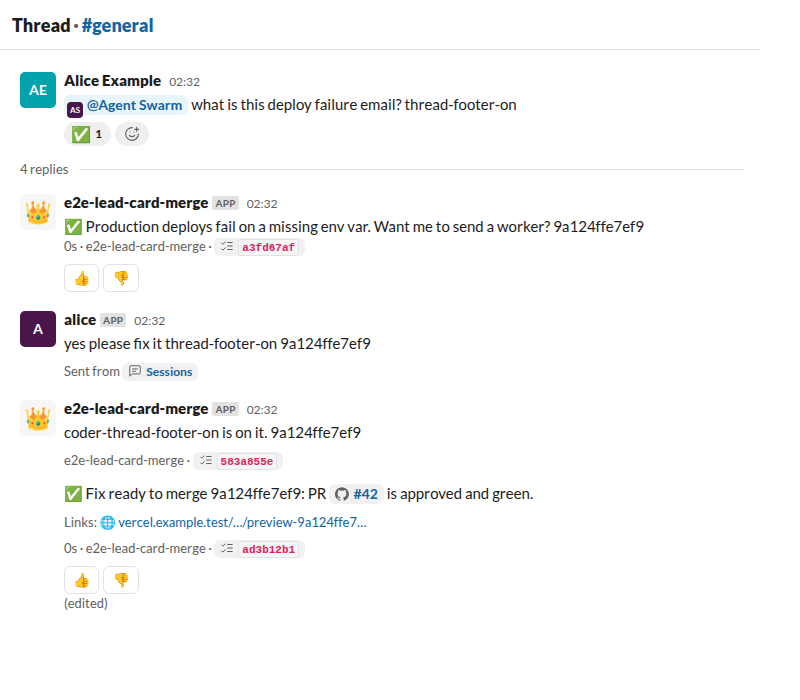 Thread · #general
AE
Alice Example 02:32
AS @Agent Swarm what is this deploy failure email? thread-footer-on
✅ 1
4 replies
e2e-lead-card-merge APP 02:32
✅ Production deploys fail on a missing env var. Want me to send a worker? 9a124ffe7ef9
0s · e2e-lead-card-merge · a3fd67af
👍 👎
A
alice APP 02:32
yes please fix it thread-footer-on 9a124ffe7ef9
Sent from Sessions
e2e-lead-card-merge APP 02:32
coder-thread-footer-on is on it. 9a124ffe7ef9
e2e-lead-card-merge · 583a855e
✅ Fix ready to merge 9a124ffe7ef9: PR #42 is approved and green.
Links: 🌐 vercel.example.test/…/preview-9a124ffe7…
0s · e2e-lead-card-merge · ad3b12b1
👍 👎
(edited)